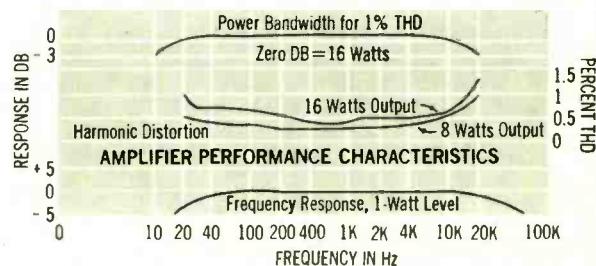 Power Bandwidth for 1% THD
0
- 3
Zero DB = 16 Watts
RESPONSE IN DB
PERCENT THD
1.5
1
0.5
0
16 Watts Output
Harmonic Distortion
8 Watts Output
AMPLIFIER PERFORMANCE CHARACTERISTICS
+ 5
0
- 5
Frequency Response, 1-Watt Level
0 10 20 40 100 200 400 1K 2K 4K 10K 20K 100K
FREQUENCY IN Hz